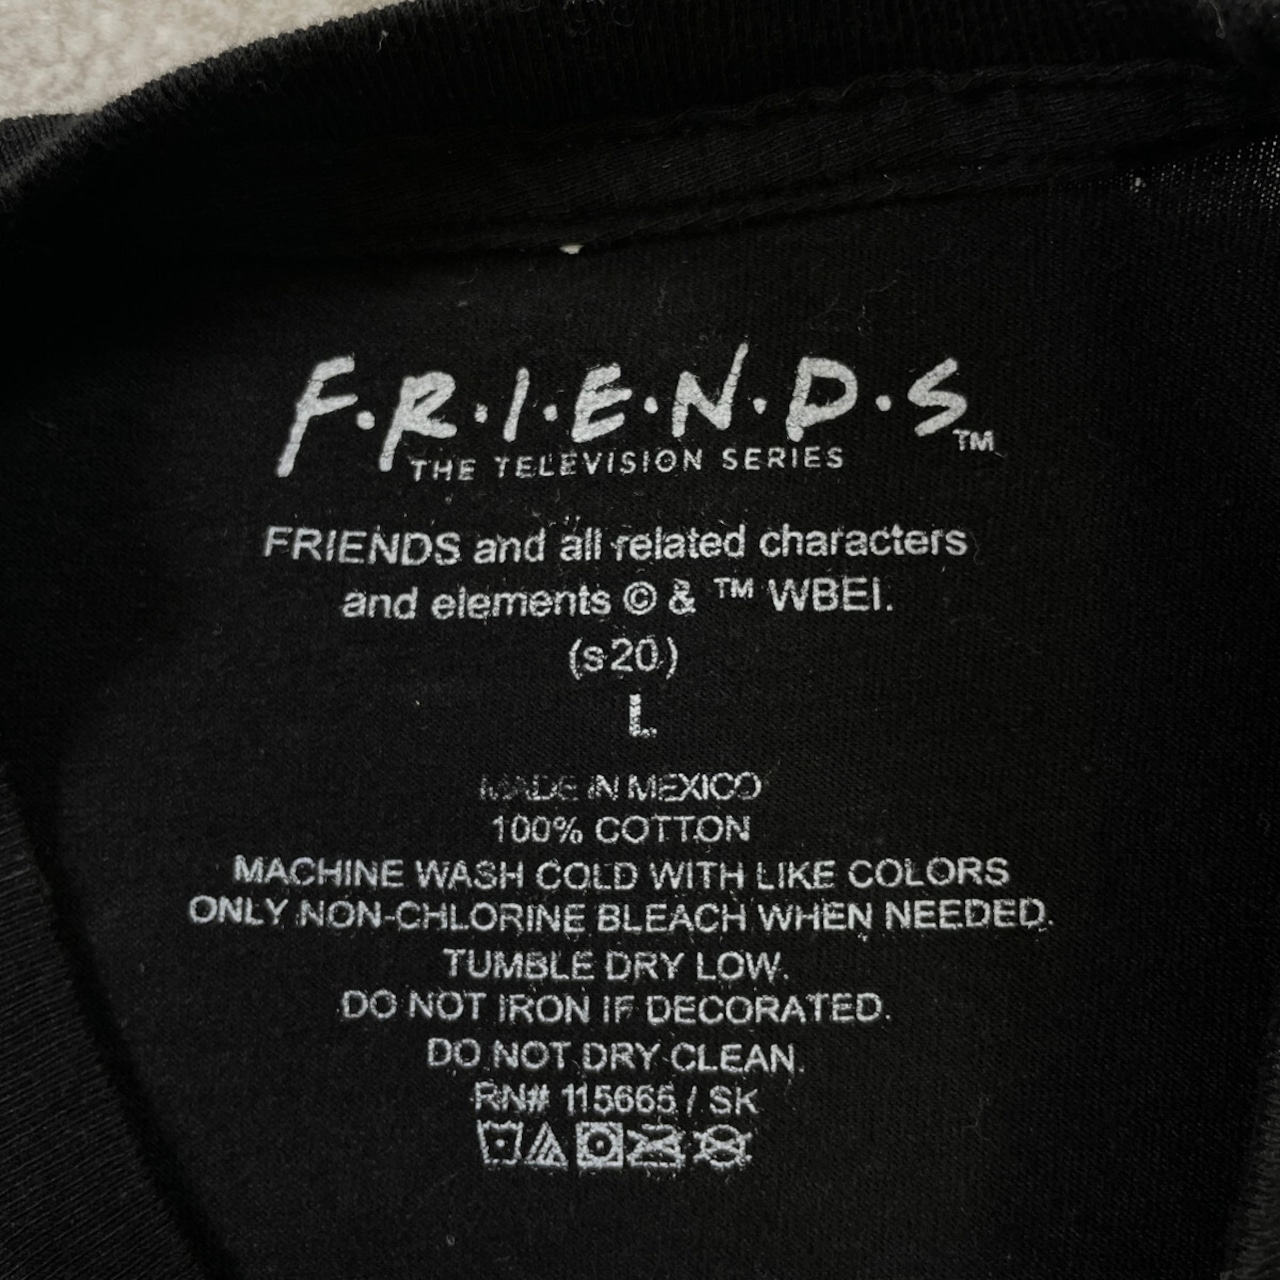 F·R·I·E·N·D·S™
THE TELEVISION SERIES
FRIENDS and all related characters
and elements © & ™ WBEI.
(s20)
L
MADE IN MEXICO
100% COTTON
MACHINE WASH COLD WITH LIKE COLORS
ONLY NON-CHLORINE BLEACH WHEN NEEDED.
TUMBLE DRY LOW.
DO NOT IRON IF DECORATED.
DO NOT DRY CLEAN.
RN# 115665 / SK